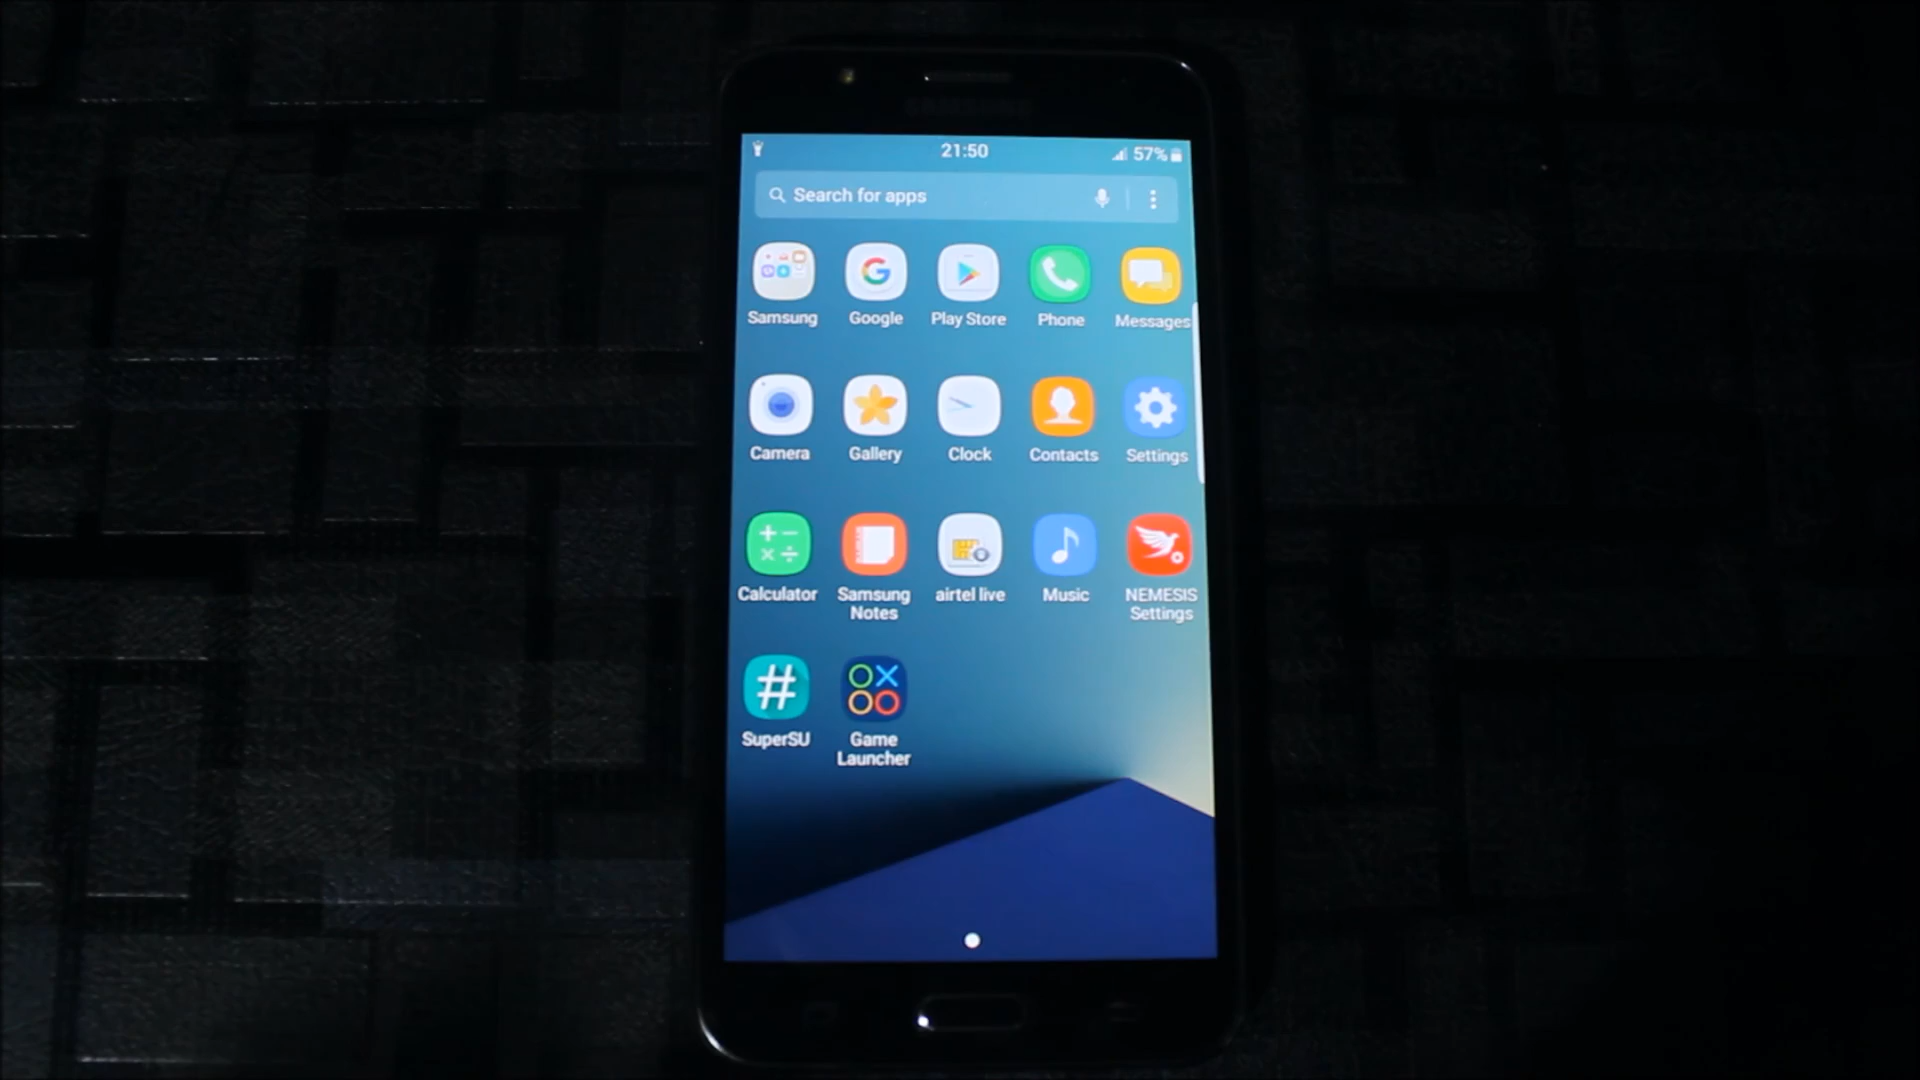 21:50
57%
Search for apps
Samsung
Google
Play Store
Phone
Messages
Camera
Gallery
Clock
Contacts
Settings
Calculator
Samsung
Notes
airtel live
Music
NEMESIS
Settings
SuperSU
Game
Launcher